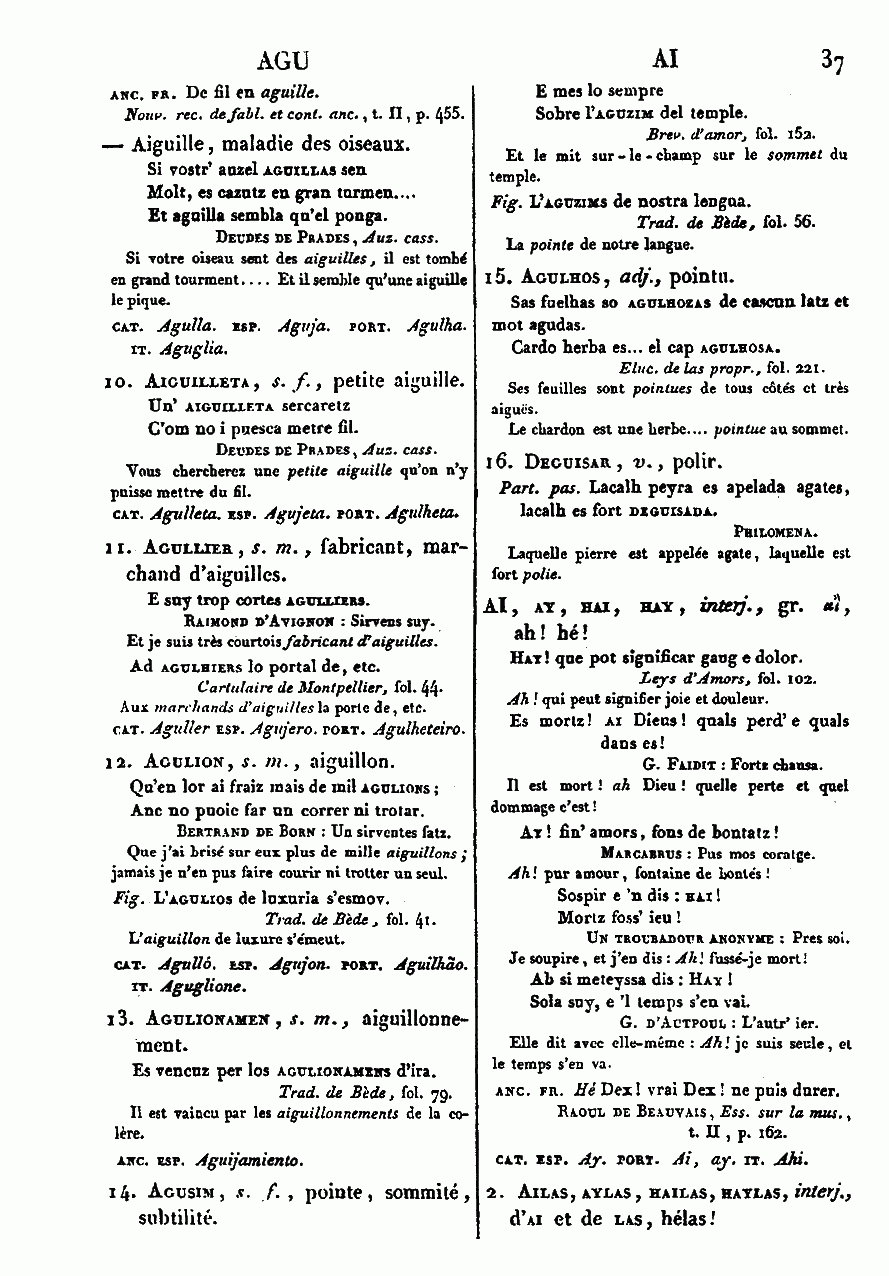 AGU
AI
37
ANC. FR. De fil en aiguille.
Nouv. rec. de fabl. et cont. anc., t. II, p. 455.
— Aiguille, maladie des oiseaux.
Si vostr' auzel AGUILLAS sen
Molt, es cazutz en gran turmen....
Et aguilla sembla qu'el ponga.
DEUDES DE PRADES, Auz. cass.
Si votre oiseau sent des aiguilles, il est tombé
en grand tourment.... Et il semble qu'une aiguille
le pique.
CAT. Agulla. ESP. Aguja. PORT. Agulha.
IT. Aguglia.
10. AIGUILLETA, s. f., petite aiguille.
Un' AIGUILLETA sercaretz
C'om no i puesca metre fil.
DEUDES DE PRADES, Auz. cass.
Vous chercherez une petite aiguille qu'on n'y
puisse mettre du fil.
CAT. Agulleta. ESP. Agujeta. PORT. Agulheta.
11. AGULLIER, s. m., fabricant, mar-
chand d'aiguilles.
E suy trop cortes AGULLIERS.
RAIMOND D'AVIGNON : Sirvens suy.
Et je suis très courtois fabricant d'aiguilles.
Ad AGULHIERS lo portal de, etc.
Cartulaire de Montpellier, fol. 44.
Aux marchands d'aiguilles la porte de, etc.
CAT. Aguller ESP. Agujero. PORT. Agulheteiro.
12. AGULION, s. m., aiguillon.
Qu'en lor ai fraiz mais de mil AGULIONS;
Anc no puoic far un correr ni trotar.
BERTRAND DE BORN : Un sirventes fatz.
Que j'ai brisé sur eux plus de mille aiguillons;
jamais je n'en pus faire courir ni trotter un seul.
Fig. L'AGULIOS de luxuria s'esmov.
Trad. de Bède, fol. 41.
L'aiguillon de luxure s'émeut.
CAT. Agulló. ESP. Agujon. PORT. Aguilhão.
IT. Aguglione.
13. AGULIONAMEN, s. m., aiguillonne-
ment.
Es vencuz per los AGULIONAMENS d'ira.
Trad. de Bède, fol. 79.
Il est vaincu par les aiguillonnements de la co-
lère.
ANC. ESP. Aguijamiento.
14. AGUSIM, s. f., pointe, sommité,
subtilité.
E mes lo sempre
Sobre l'AGUZIM del temple.
Brev. d'amor, fol. 152.
Et le mit sur-le-champ sur le sommet du
temple.
Fig. L'AGUZIMS de nostra lengua.
Trad. de Bède, fol. 56.
La pointe de notre langue.
15. AGULHOS, adj., pointu.
Sas fuelhas so AGULHOZAS de cascun latz et
mot agudas.
Cardo herba es... el cap AGULHOSA.
Eluc. de las propr., fol. 221.
Ses feuilles sont pointues de tous côtés et très
aiguës.
Le chardon est une herbe.... pointue au sommet.
16. DEGUISAR, v., polir.
Part. pas. Lacalh peyra es apelada agates,
lacalh es fort DEGUISADA.
PHILOMENA.
Laquelle pierre est appelée agate, laquelle est
fort polie.
AI, AY, HAI, HAY, interj., gr. αἲ,
ah! hé!
HAY! que pot significar gaug e dolor.
Leys d'Amors, fol. 102.
Ah! qui peut signifier joie et douleur.
Es mortz! AI Dieus! quals perd' e quals
dans es!
G. FAIDIT : Fortz chausa.
Il est mort! ah Dieu! quelle perte et quel
dommage c'est!
AY! fin' amors, fons de bontatz!
MARCABRUS : Pus mos coratge.
Ah! pur amour, fontaine de bontés!
Sospir e 'n dis : HAI!
Mortz foss' ieu!
UN TROUBADOUR ANONYME : Pres soi.
Je soupire, et j'en dis : Ah! fussé-je mort!
Ab si meteyssa dis : HAY!
Sola suy, e 'l temps s'en vai.
G. D'AUTPOUL : L'autr' ier.
Elle dit avec elle-même : Ah! je suis seule, et
le temps s'en va.
ANC. FR. Hé Dex! vrai Dex! ne puis durer.
RAOUL DE BEAUVAIS, Ess. sur la mus.,
t. II, p. 162.
CAT. ESP. Ay. PORT. Ai, ay. IT. Ahi.
2. AILAS, AYLAS, HAILAS, HAYLAS, interj.,
d'AI et de LAS, hélas!